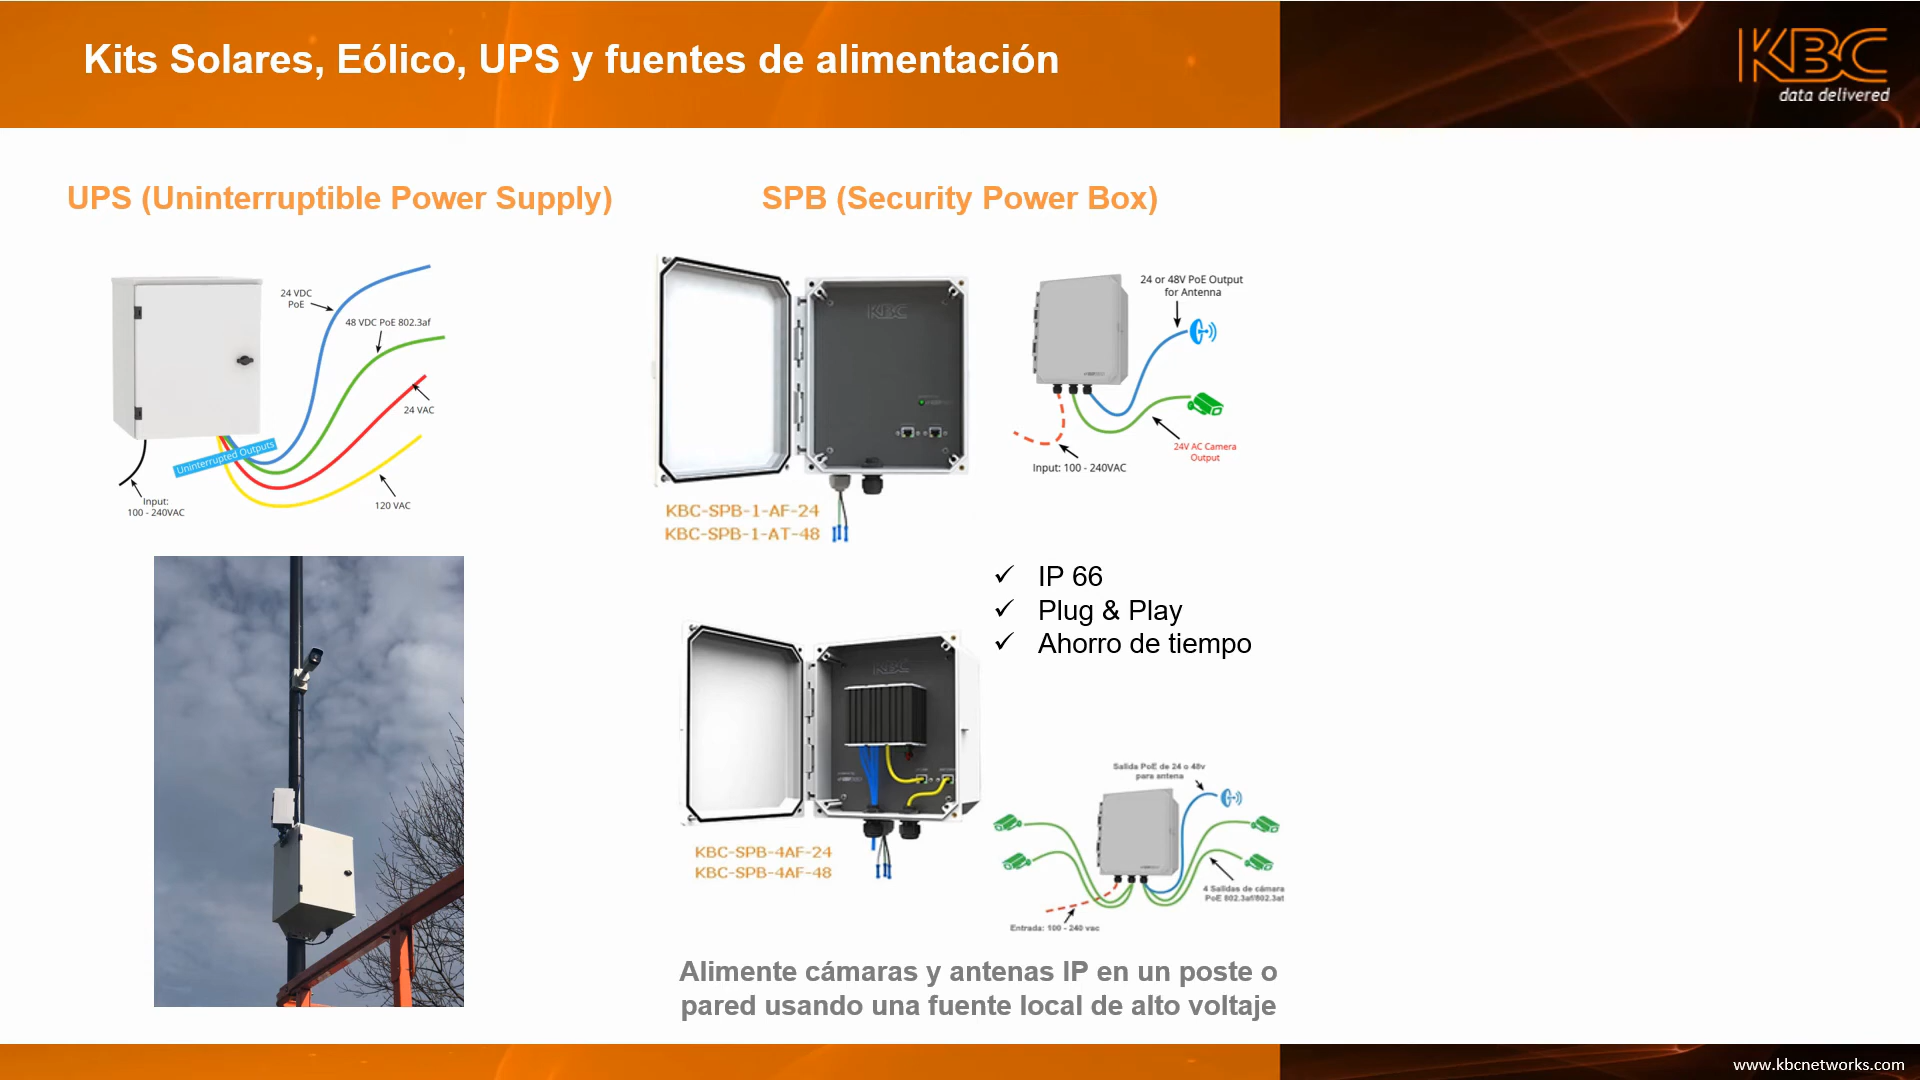 Kits Solares, Eólico, UPS y fuentes de alimentación
KBC
data delivered
UPS (Uninterruptible Power Supply)
24 VDC
PoE
48 VDC PoE 802.3af
24 VAC
Uninterrupted Outputs
120 VAC
Input:
100 - 240VAC
SPB (Security Power Box)
KBC
KBC-SPB-1-AF-24
KBC-SPB-1-AT-48
24 or 48V PoE Output
for Antenna
24V AC Camera
Output
Input: 100 - 240VAC
IP 66
Plug & Play
Ahorro de tiempo
KBC
KBC-SPB-4AF-24
KBC-SPB-4AF-48
Salida PoE de 24 o 48v
para antena
4 Salidas de cámara
PoE 802.3af/802.3at
Entrada: 100 - 240 vac
Alimente cámaras y antenas IP en un poste o
pared usando una fuente local de alto voltaje
www.kbcnetworks.com